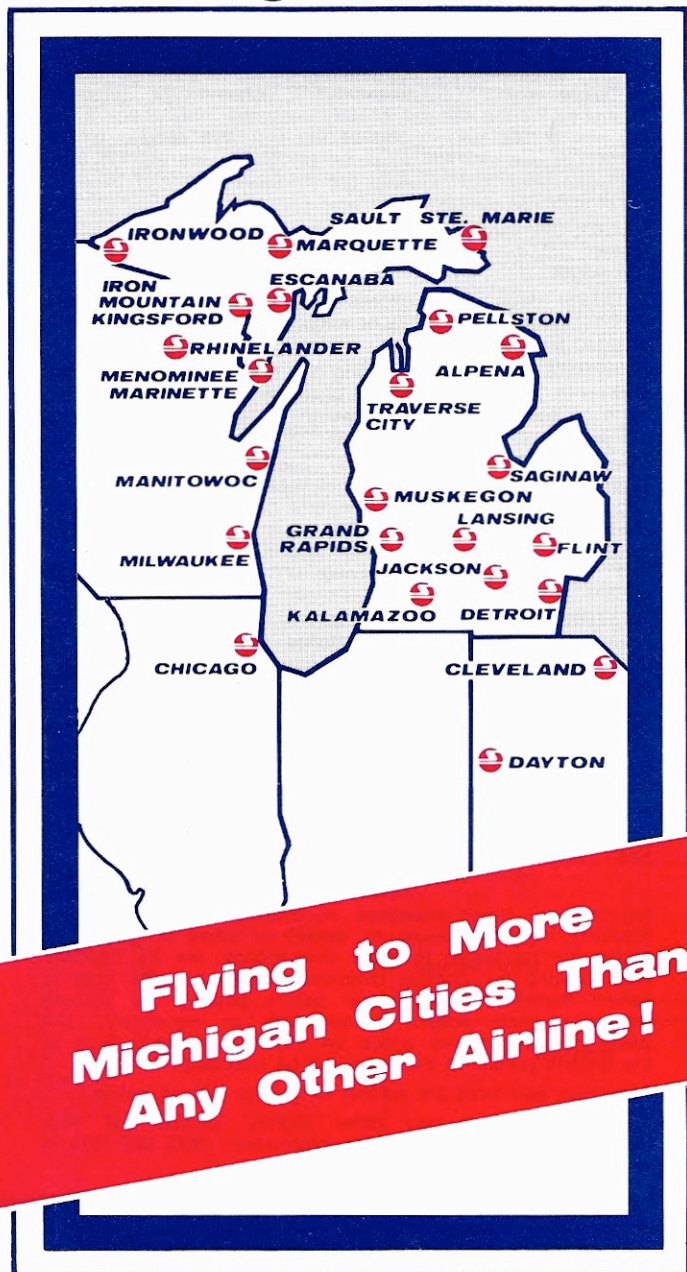 SAULT STE. MARIE
IRONWOOD
MARQUETTE
ESCANABA
IRON
MOUNTAIN
KINGSFORD
PELLSTON
RHINELANDER
ALPENA
MENOMINEE
MARINETTE
TRAVERSE
CITY
MANITOWOC
SAGINAW
MUSKEGON
LANSING
GRAND
RAPIDS
FLINT
MILWAUKEE
JACKSON
KALAMAZOO
DETROIT
CHICAGO
CLEVELAND
DAYTON
Flying to More
Michigan Cities Than
Any Other Airline!